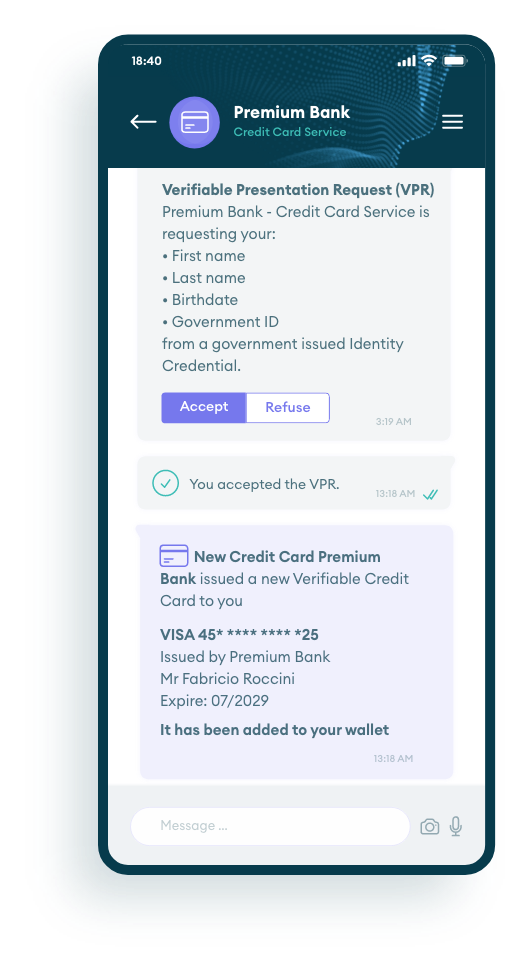 18:40
Premium Bank
Credit Card Service
Verifiable Presentation Request (VPR)
Premium Bank - Credit Card Service is
requesting your:
• First name
• Last name
• Birthdate
• Government ID
from a government issued Identity
Credential.
Accept Refuse
3:19 AM
You accepted the VPR.
13:18 AM
New Credit Card Premium
Bank issued a new Verifiable Credit
Card to you
VISA 45* **** **** *25
Issued by Premium Bank
Mr Fabricio Roccini
Expire: 07/2029
It has been added to your wallet
13:18 AM
Message ...